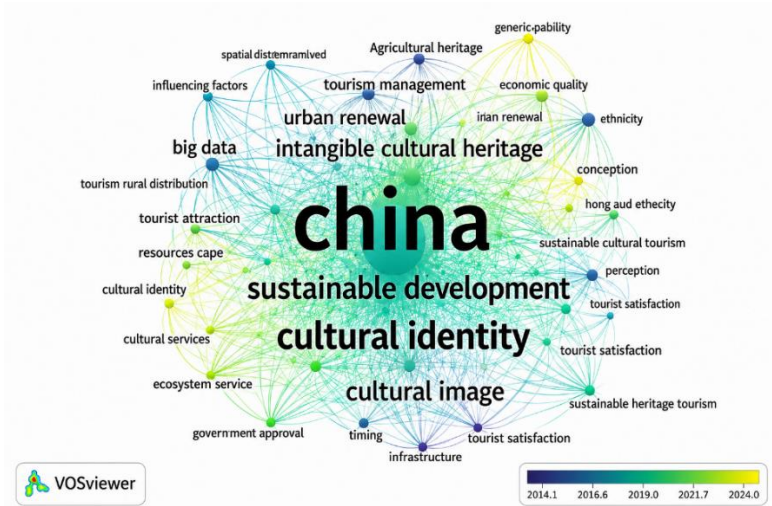 generic·pability
Agricultural heritage
spatial distemramlved
tourism management
economic quality
influencing factors
urban renewal
inan renewal
ethnicity
big data
intangible cultural heritage
conception
tourism rural distribution
china
hong aud ethecity
tourist attraction
sustainable cultural tourism
resources cape
perception
cultural identity
sustainable development
tourist satisfaction
cultural services
cultural identity
tourist satisfaction
ecosystem service
cultural image
sustainable heritage tourism
government approval
timing
tourist satisfaction
infrastructure
VOSviewer
2014.1 2016.6 2019.0 2021.7 2024.0